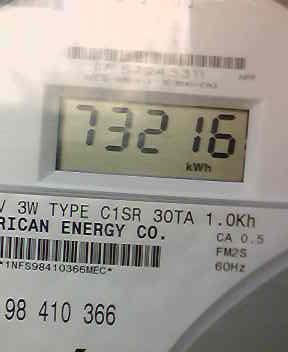 73216
kWh
V 3W TYPE C1SR 30TA 1.0Kh
RICAN ENERGY CO.
CA 0.5
FM2S
60Hz
*1NFS98410366MEC*
98 410 366